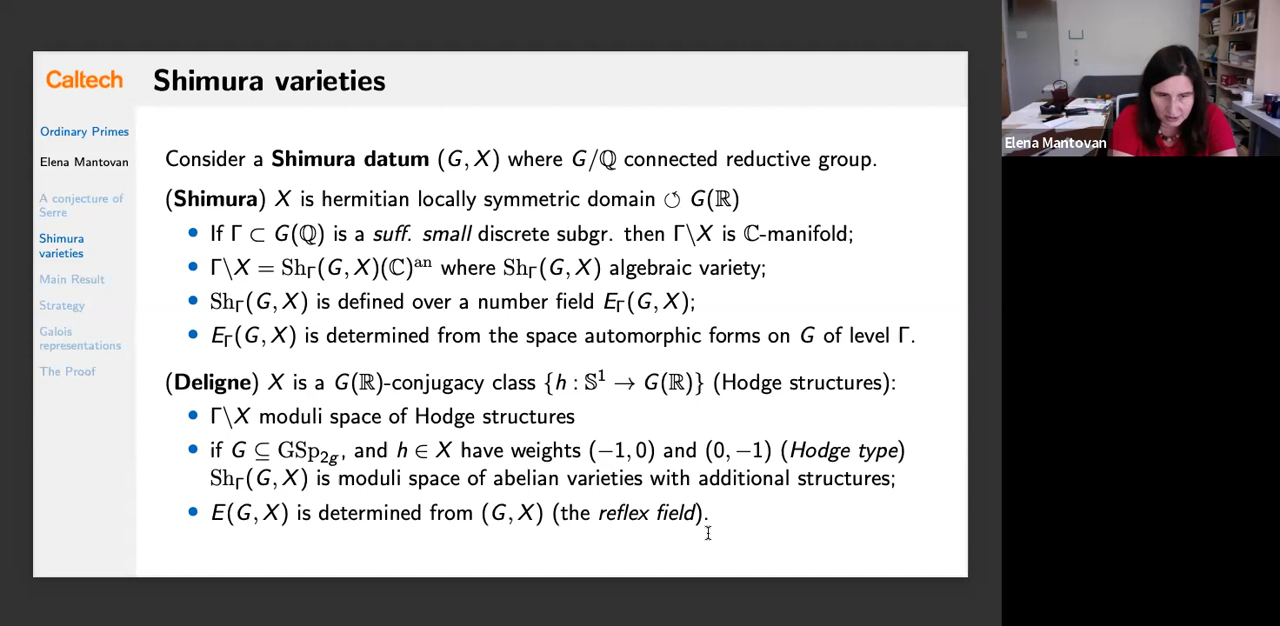 Caltech
Shimura varieties
Ordinary Primes
Elena Mantovan
A conjecture of
Serre
Shimura
varieties
Main Result
Strategy
Galois
representations
The Proof
Consider a Shimura datum (G, X) where G/ℚ connected reductive group.
(Shimura) X is hermitian locally symmetric domain ↺ G(ℝ)
• If Γ ⊂ G(ℚ) is a suff. small discrete subgr. then Γ\X is ℂ-manifold;
• Γ\X = Sh_Γ(G, X)(ℂ)^an where Sh_Γ(G, X) algebraic variety;
• Sh_Γ(G, X) is defined over a number field E_Γ(G, X);
• E_Γ(G, X) is determined from the space automorphic forms on G of level Γ.
(Deligne) X is a G(ℝ)-conjugacy class {h : 𝕊¹ → G(ℝ)} (Hodge structures):
• Γ\X moduli space of Hodge structures
• if G ⊆ GSp_2g, and h ∈ X have weights (−1, 0) and (0, −1) (Hodge type)
Sh_Γ(G, X) is moduli space of abelian varieties with additional structures;
• E(G, X) is determined from (G, X) (the reflex field).
Elena Mantovan